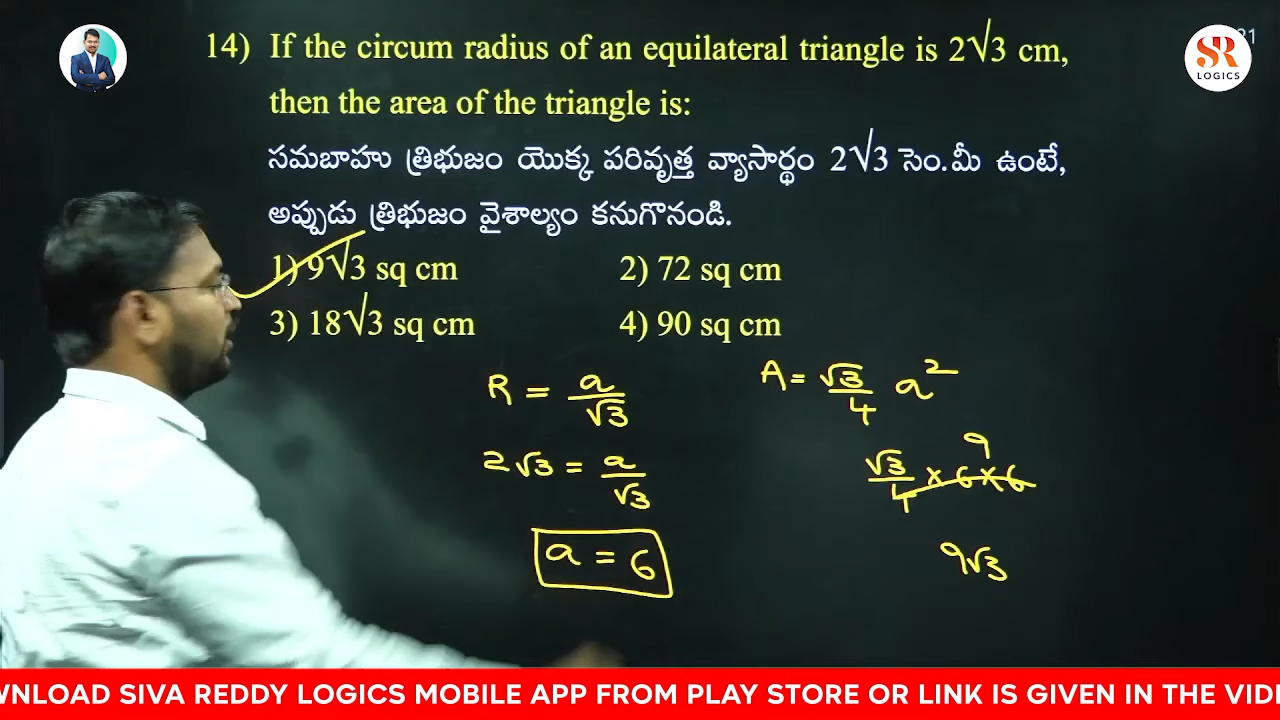 14) If the circum radius of an equilateral triangle is 2√3 cm,
then the area of the triangle is:
సమబాహు త్రిభుజం యొక్క పరివృత్త వ్యాసార్థం 2√3 సెం.మీ ఉంటే,
అప్పుడు త్రిభుజం వైశాల్యం కనుగొనండి.
1) 9√3 sq cm
2) 72 sq cm
3) 18√3 sq cm
4) 90 sq cm
R = a/√3
2√3 = a/√3
a = 6
A = √3/4 a²
9
√3/4 × 6 × 6
9√3
SR
LOGICS
WNLOAD SIVA REDDY LOGICS MOBILE APP FROM PLAY STORE OR LINK IS GIVEN IN THE VIDE